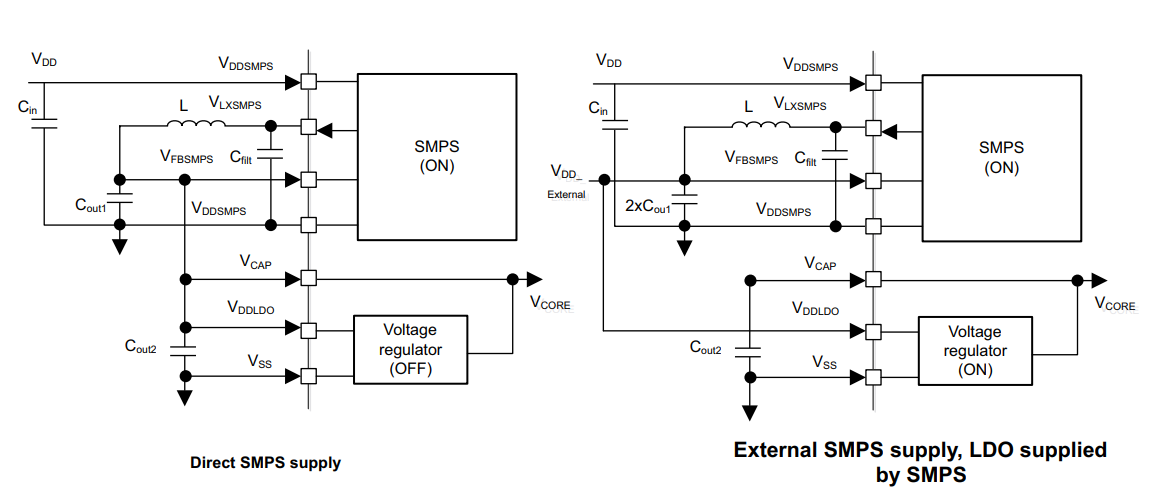 VDD
VDDSMPS
Cin
L
VLXSMPS
SMPS
(ON)
VFBSMPS
Cfilt
Cout1
VDDSMPS
VCAP
VCORE
VDDLDO
Voltage
regulator
(OFF)
Cout2
VSS
Direct SMPS supply
VDD
VDDSMPS
Cin
L
VLXSMPS
SMPS
(ON)
VFBSMPS
Cfilt
VDD_
External
2xCou1
VDDSMPS
VCAP
VCORE
VDDLDO
Voltage
regulator
(ON)
Cout2
VSS
External SMPS supply, LDO supplied
by SMPS